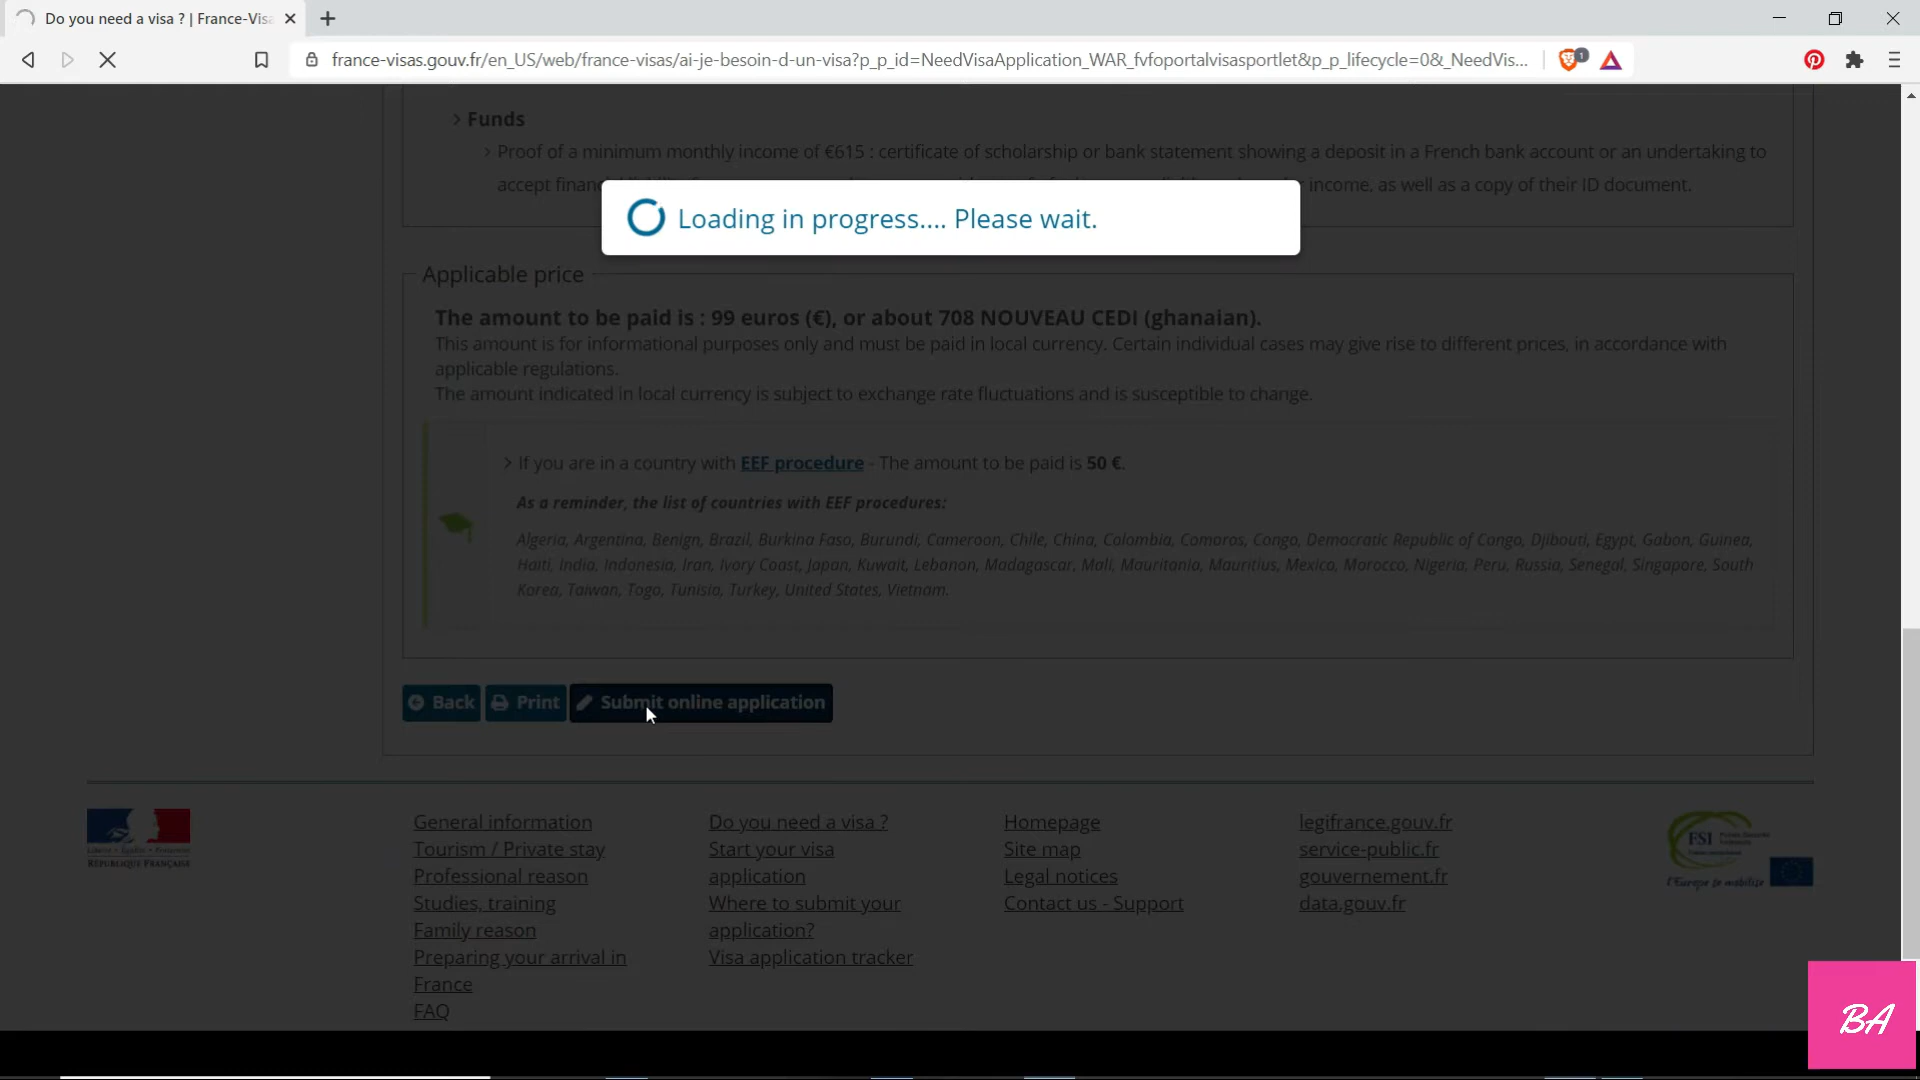 Do you need a visa ? | France-Visa
france-visas.gouv.fr/en_US/web/france-visas/ai-je-besoin-d-un-visa?p_p_id=NeedVisaApplication_WAR_fvfoportalvisasportlet&p_p_lifecycle=0&_NeedVis...
1
Funds
Proof of a minimum monthly income of €615 : certificate of scholarship or bank statement showing a deposit in a French bank account or an undertaking to
accept financ income, as well as a copy of their ID document.
Loading in progress.... Please wait.
Applicable price
The amount to be paid is : 99 euros (€), or about 708 NOUVEAU CEDI (ghanaian).
This amount is for informational purposes only and must be paid in local currency. Certain individual cases may give rise to different prices, in accordance with
applicable regulations.
The amount indicated in local currency is subject to exchange rate fluctuations and is susceptible to change.
If you are in a country with EEF procedure - The amount to be paid is 50 €.
As a reminder, the list of countries with EEF procedures:
Algeria, Argentina, Benign, Brazil, Burkina Faso, Burundi, Cameroon, Chile, China, Colombia, Comoros, Congo, Democratic Republic of Congo, Djibouti, Egypt, Gabon, Guinea,
Haiti, India, Indonesia, Iran, Ivory Coast, Japan, Kuwait, Lebanon, Madagascar, Mali, Mauritania, Mauritius, Mexico, Morocco, Nigeria, Peru, Russia, Senegal, Singapore, South
Korea, Taiwan, Togo, Tunisia, Turkey, United States, Vietnam.
Back Print Submit online application
General information
Tourism / Private stay
Professional reason
Studies, training
Family reason
Preparing your arrival in
France
FAQ
Do you need a visa ?
Start your visa
application
Where to submit your
application?
Visa application tracker
Homepage
Site map
Legal notices
Contact us - Support
legifrance.gouv.fr
service-public.fr
gouvernement.fr
data.gouv.fr
Liberté • Égalité • Fraternité
RÉPUBLIQUE FRANÇAISE
FSI
l'Europe se mobilise
BA